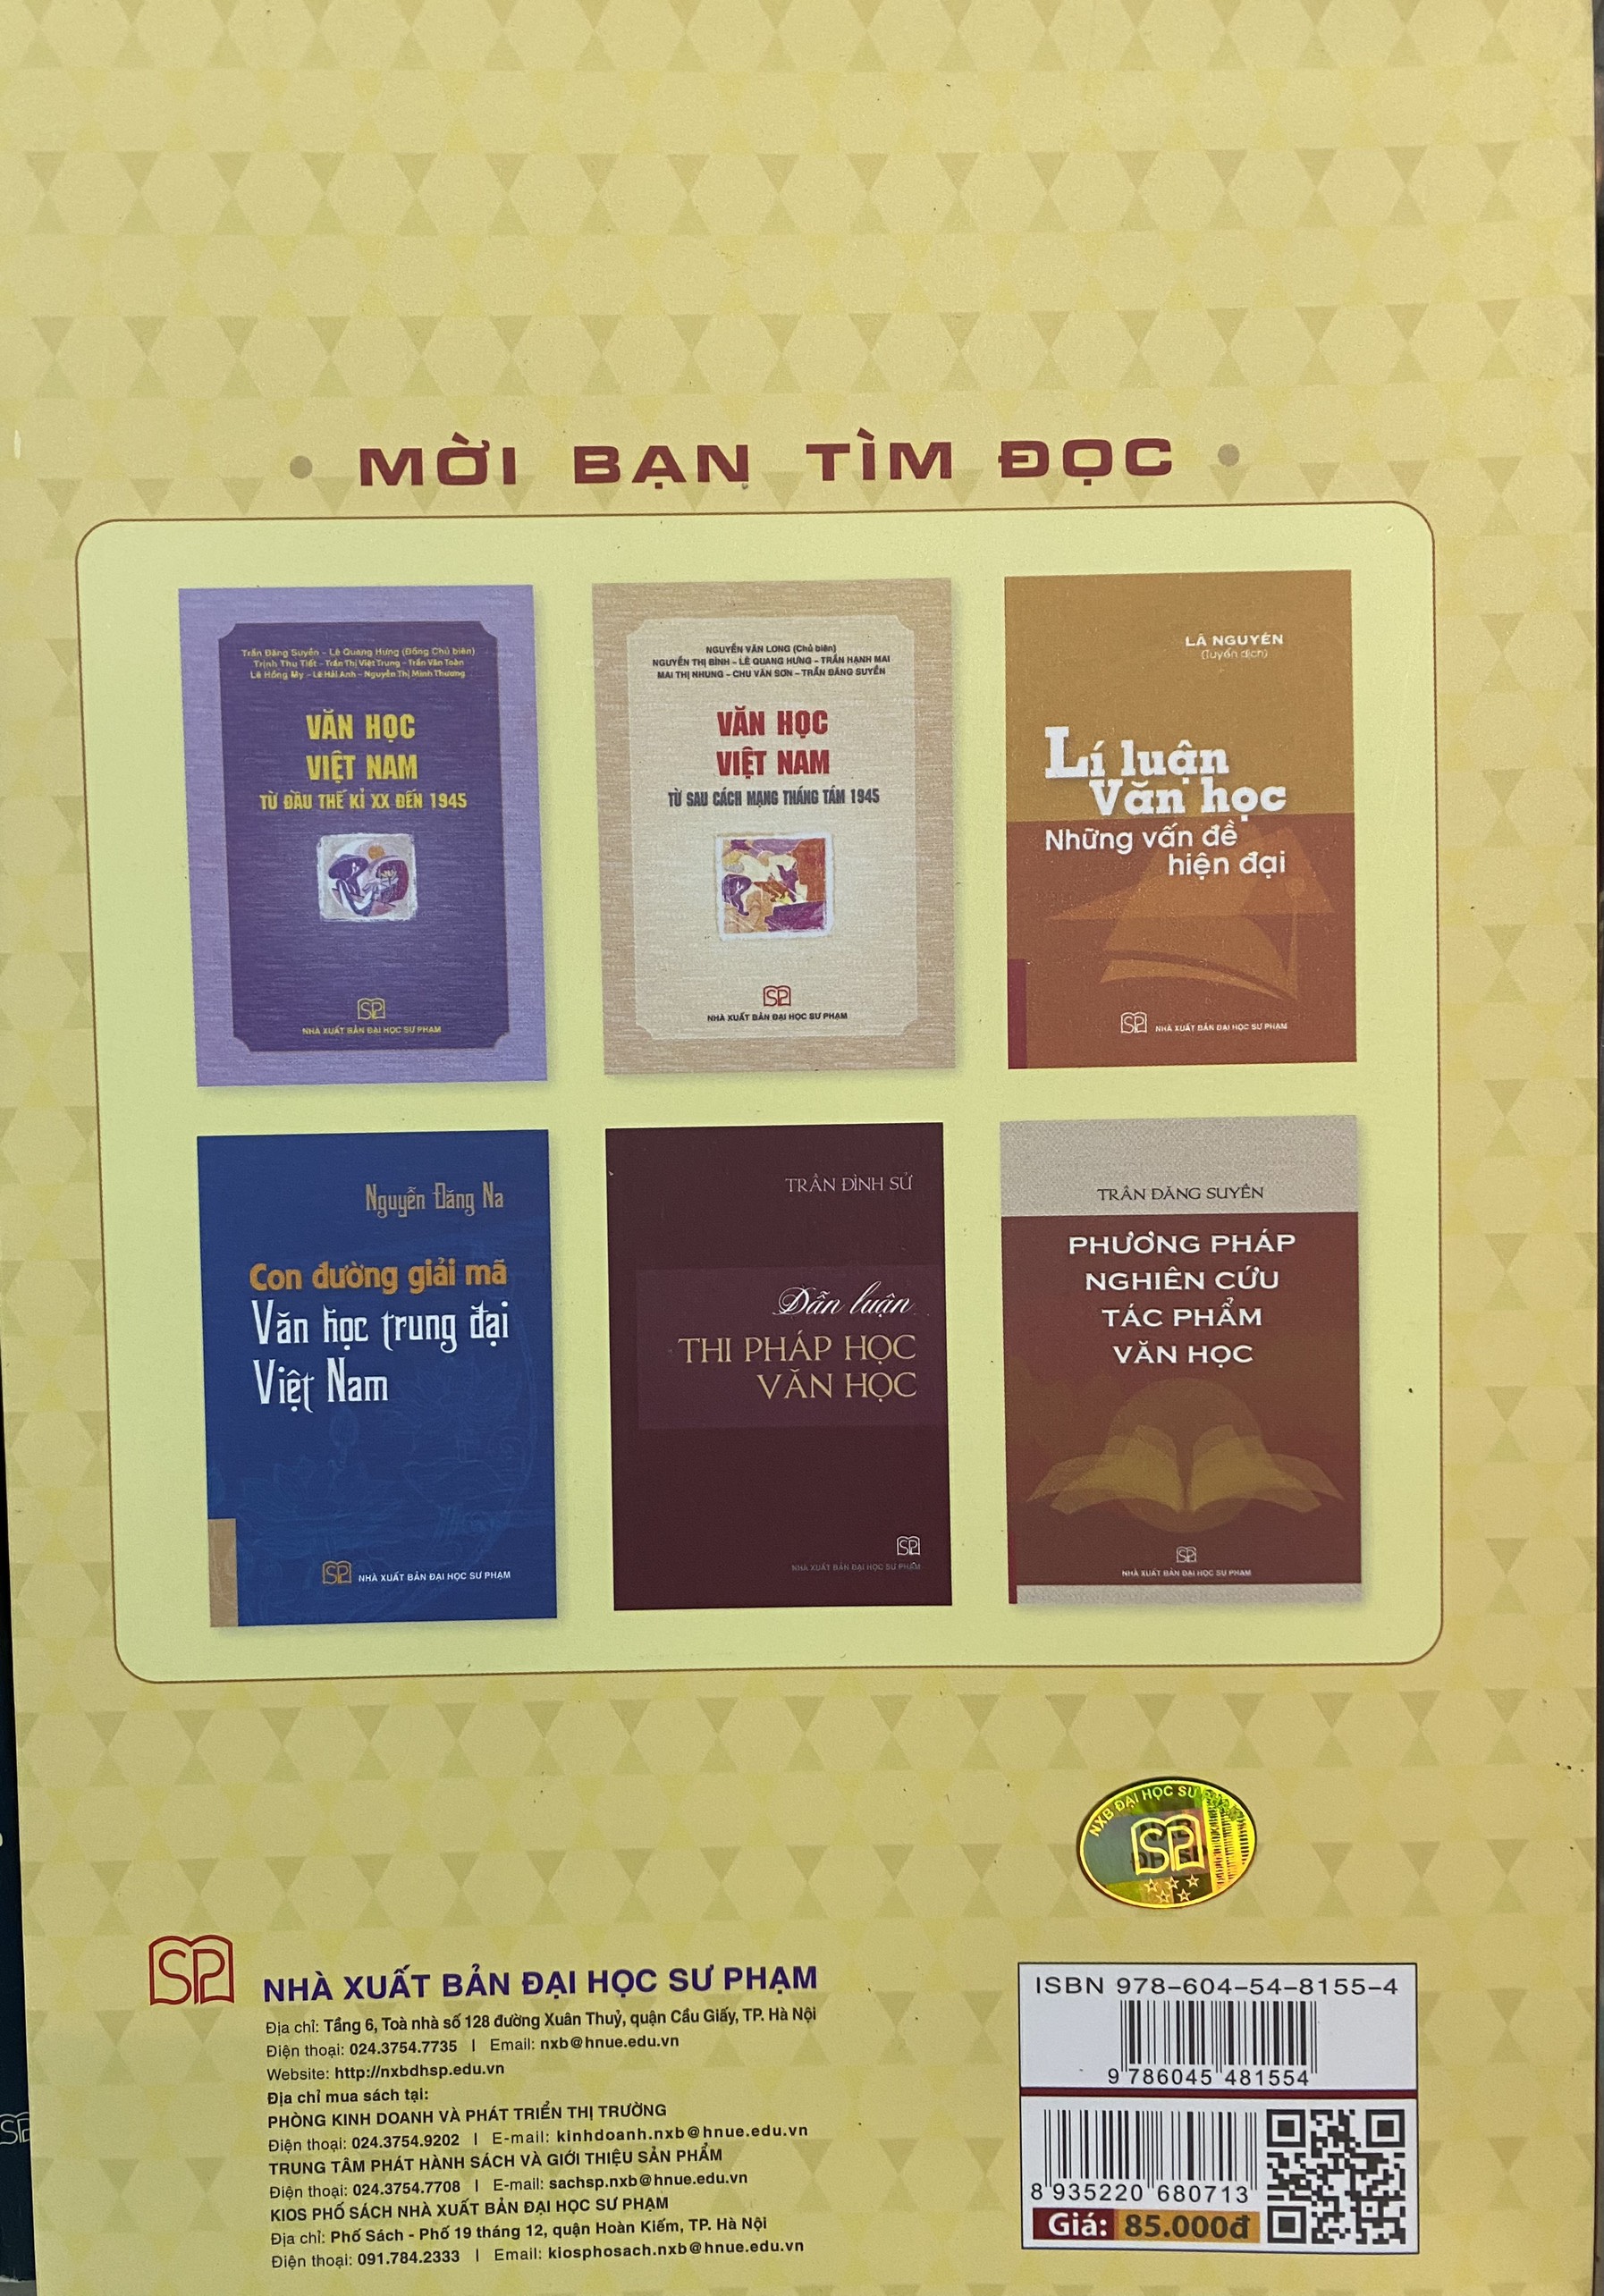 MỜI BẠN TÌM ĐỌC
Trần Đăng Suyền - Lê Quang Hưng (Đồng Chủ biên)
Trịnh Thu Tiết - Trần Thị Việt Trung - Trần Văn Toàn
Lê Hồng My - Lê Hải Anh - Nguyễn Thị Minh Thương
VĂN HỌC
VIỆT NAM
TỪ ĐẦU THẾ KỈ XX ĐẾN 1945
SP
NHÀ XUẤT BẢN ĐẠI HỌC SƯ PHẠM
NGUYỄN VĂN LONG (Chủ biên)
NGUYỄN THỊ BÌNH - LÊ QUANG HƯNG - TRẦN HẠNH MAI
MAI THỊ NHUNG - CHU VĂN SƠN - TRẦN ĐĂNG SUYỀN
VĂN HỌC
VIỆT NAM
TỪ SAU CÁCH MẠNG THÁNG TÁM 1945
SP
NHÀ XUẤT BẢN ĐẠI HỌC SƯ PHẠM
LÃ NGUYÊN
(Tuyển dịch)
Lí luận
Văn học
Những vấn đề
hiện đại
SP NHÀ XUẤT BẢN ĐẠI HỌC SƯ PHẠM
Nguyễn Đăng Na
Con đường giải mã
Văn học trung đại
Việt Nam
SP NHÀ XUẤT BẢN ĐẠI HỌC SƯ PHẠM
TRẦN ĐÌNH SỬ
Dẫn luận
THI PHÁP HỌC
VĂN HỌC
SP
NHÀ XUẤT BẢN ĐẠI HỌC SƯ PHẠM
TRẦN ĐĂNG SUYỀN
PHƯƠNG PHÁP
NGHIÊN CỨU
TÁC PHẨM
VĂN HỌC
SP
NHÀ XUẤT BẢN ĐẠI HỌC SƯ PHẠM
NXB ĐẠI HỌC SƯ
SP
SP
NHÀ XUẤT BẢN ĐẠI HỌC SƯ PHẠM
Địa chỉ: Tầng 6, Toà nhà số 128 đường Xuân Thuỷ, quận Cầu Giấy, TP. Hà Nội
Điện thoại: 024.3754.7735 | Email: nxb@hnue.edu.vn
Website: http://nxbdhsp.edu.vn
Địa chỉ mua sách tại:
PHÒNG KINH DOANH VÀ PHÁT TRIỂN THỊ TRƯỜNG
Điện thoại: 024.3754.9202 | E-mail: kinhdoanh.nxb@hnue.edu.vn
TRUNG TÂM PHÁT HÀNH SÁCH VÀ GIỚI THIỆU SẢN PHẨM
Điện thoại: 024.3754.7708 | E-mail: sachsp.nxb@hnue.edu.vn
KIOS PHỐ SÁCH NHÀ XUẤT BẢN ĐẠI HỌC SƯ PHẠM
Địa chỉ: Phố Sách - Phố 19 tháng 12, quận Hoàn Kiếm, TP. Hà Nội
Điện thoại: 091.784.2333 | Email: kiosphosach.nxb@hnue.edu.vn
ISBN 978-604-54-8155-4
9 786045 481554
8 935220 680713
Giá: 85.000đ